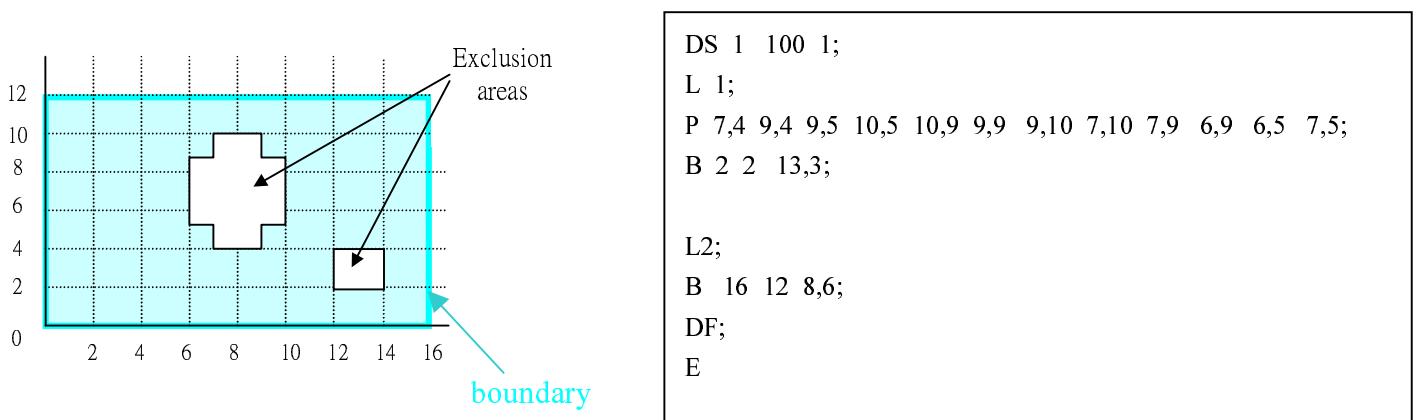 Exclusion
areas
12
10
8
6
4
2
0
2 4 6 8 10 12 14 16
boundary
DS 1 100 1;
L 1;
P 7,4 9,4 9,5 10,5 10,9 9,9 9,10 7,10 7,9 6,9 6,5 7,5;
B 2 2 13,3;
L2;
B 16 12 8,6;
DF;
E